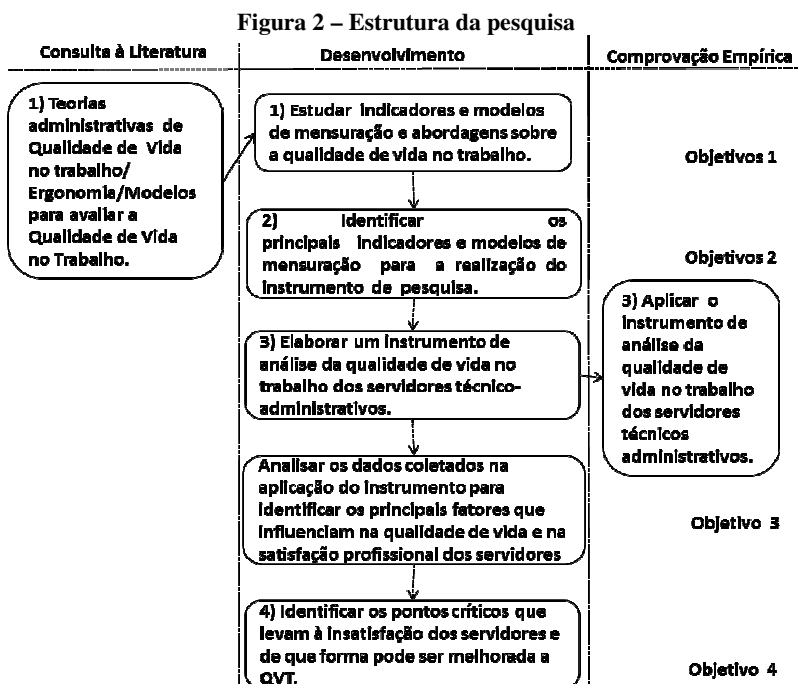 Figura 2 – Estrutura da pesquisa
Consulta à Literatura
Desenvolvimento
Comprovação Empírica
1) Teorias
administrativas de
Qualidade de Vida
no trabalho/
Ergonomia/Modelos
para avaliar a
Qualidade de Vida
no Trabalho.
1) Estudar indicadores e modelos
de mensuração e abordagens sobre
a qualidade de vida no trabalho.
Objetivos 1
2) Identificar os
principais indicadores e modelos de
mensuração para a realização do
instrumento de pesquisa.
Objetivos 2
3) Elaborar um instrumento de
análise da qualidade de vida no
trabalho dos servidores técnico-
administrativos.
3) Aplicar o
instrumento de
análise da
qualidade de
vida no trabalho
dos servidores
técnicos
administrativos.
Analisar os dados coletados na
aplicação do instrumento para
identificar os principais fatores que
influenciam na qualidade de vida e na
satisfação profissional dos servidores
Objetivo 3
4) Identificar os pontos críticos que
levam à insatisfação dos servidores e
de que forma pode ser melhorada a
QVT.
Objetivo 4